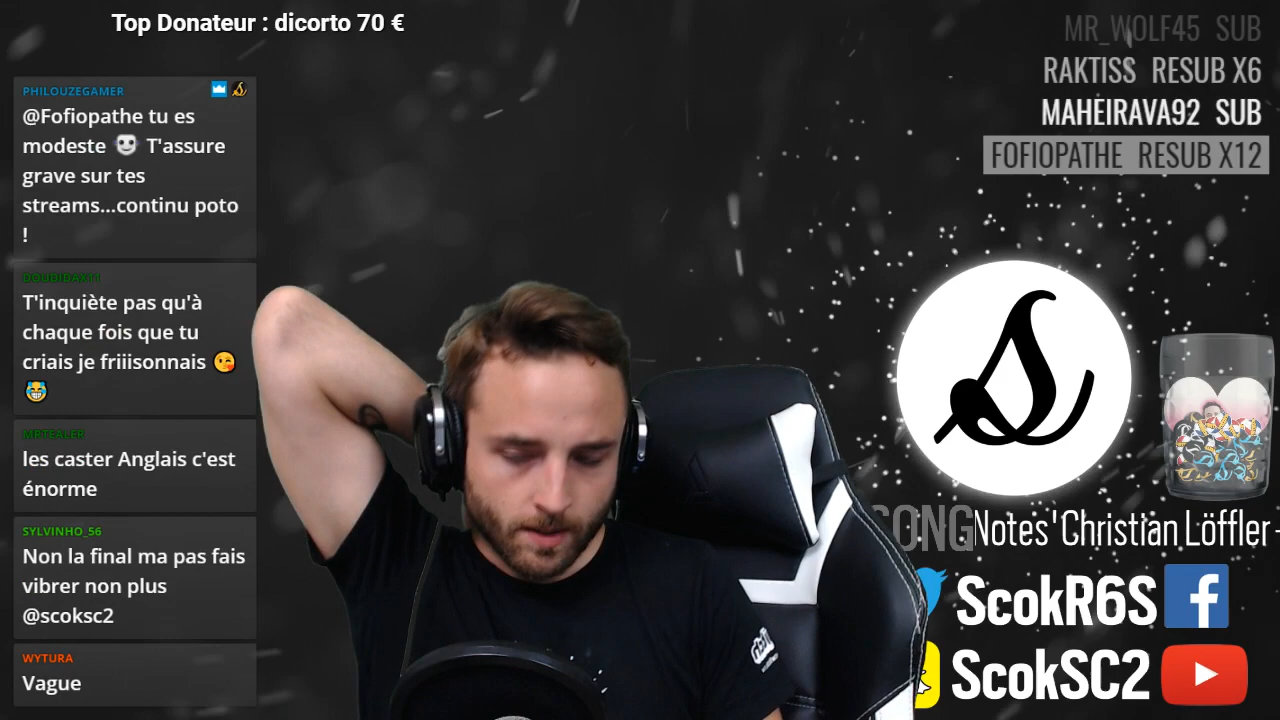 Top Donateur : dicorto 70 €
MR_WOLF45 SUB
RAKTISS RESUB X6
MAHEIRAVA92 SUB
FOFIOPATHE RESUB X12
PHILOUZEGAMER
@Fofiopathe tu es
modeste T'assure
grave sur tes
streams...continu poto
!
DOUDIDAX11
T'inquiète pas qu'à
chaque fois que tu
criais je friiisonnais
MRTEALER
les caster Anglais c'est
énorme
SYLVINHO_56
Non la final ma pas fais
vibrer non plus
@scoksc2
WYTURA
Vague
SONG Notes' Christian Löffler -
ScokR6S
ScokSC2